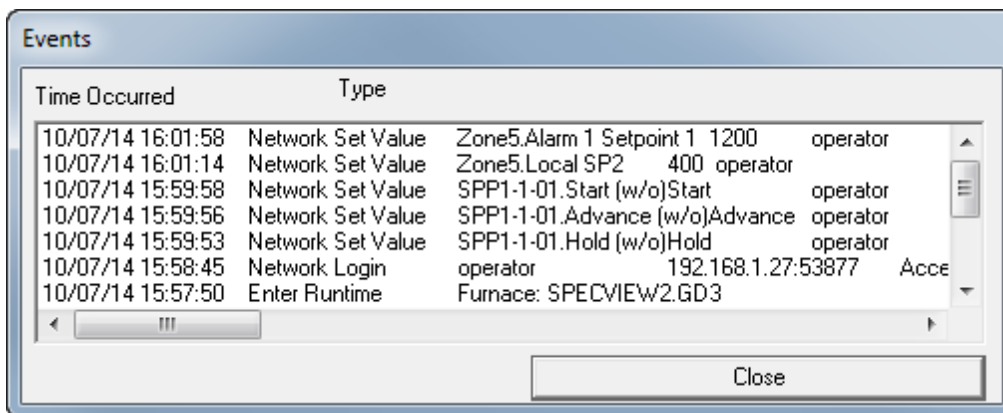 Events
Time Occurred Type
10/07/14 16:01:58 Network Set Value Zone5.Alarm 1 Setpoint 1 1200 operator
10/07/14 16:01:14 Network Set Value Zone5.Local SP2 400 operator
10/07/14 15:59:58 Network Set Value SPP1-1-01.Start (w/o)Start operator
10/07/14 15:59:56 Network Set Value SPP1-1-01.Advance (w/o)Advance operator
10/07/14 15:59:53 Network Set Value SPP1-1-01.Hold (w/o)Hold operator
10/07/14 15:58:45 Network Login operator 192.168.1.27:53877 Acce
10/07/14 15:57:50 Enter Runtime Furnace: SPECVIEW2.GD3
Close